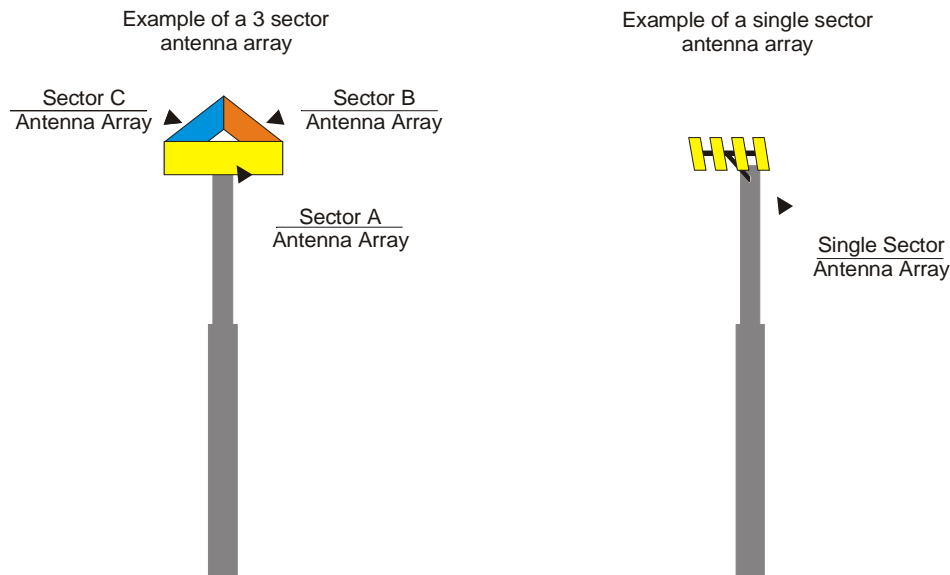 Example of a 3 sector
antenna array
Sector C
Antenna Array
Sector B
Antenna Array
Sector A
Antenna Array
Example of a single sector
antenna array
Single Sector
Antenna Array